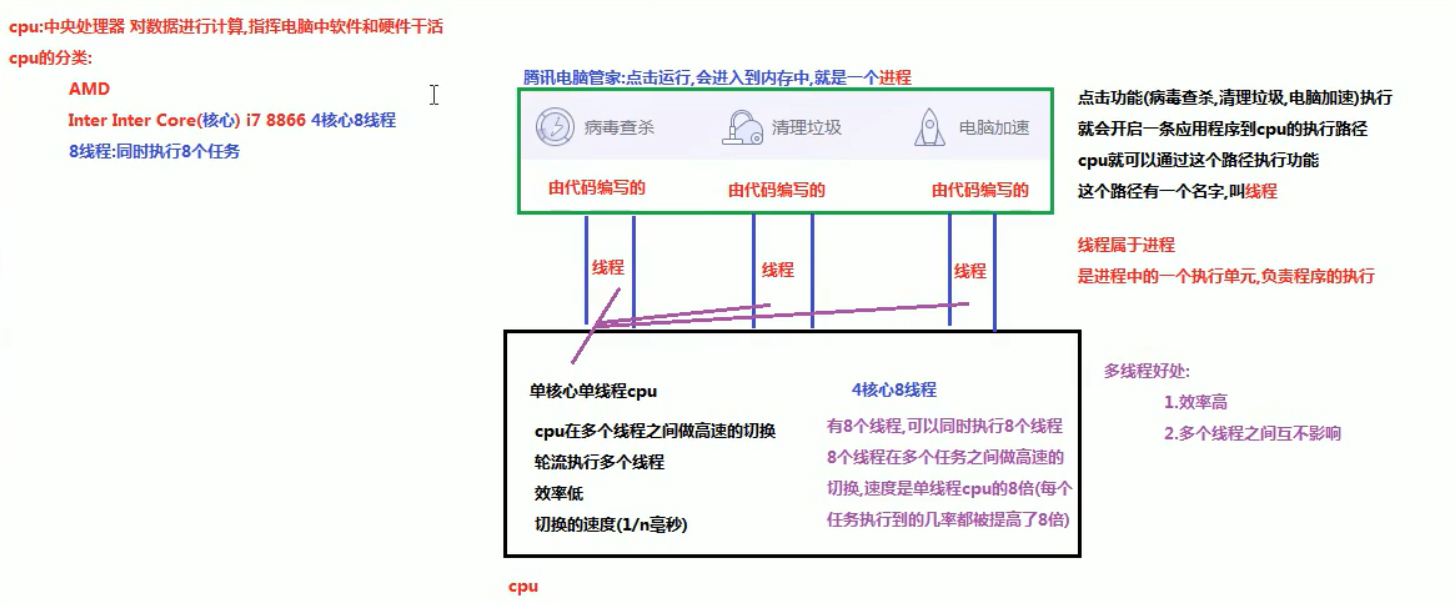 cpu:中央处理器 对数据进行计算,指挥电脑中软件和硬件干活
cpu的分类:
AMD
Inter Inter Core(核心) i7 8866 4核心8线程
8线程:同时执行8个任务
腾讯电脑管家:点击运行,会进入到内存中,就是一个进程
病毒查杀
清理垃圾
电脑加速
由代码编写的
由代码编写的
由代码编写的
线程
线程
线程
点击功能(病毒查杀,清理垃圾,电脑加速)执行
就会开启一条应用程序到cpu的执行路径
cpu就可以通过这个路径执行功能
这个路径有一个名字,叫线程
线程属于进程
是进程中的一个执行单元,负责程序的执行
单核心单线程cpu
cpu在多个线程之间做高速的切换
轮流执行多个线程
效率低
切换的速度(1/n毫秒)
4核心8线程
有8个线程,可以同时执行8个线程
8个线程在多个任务之间做高速的
切换,速度是单线程cpu的8倍(每个
任务执行到的几率都被提高了8倍)
多线程好处:
1.效率高
2.多个线程之间互不影响
cpu